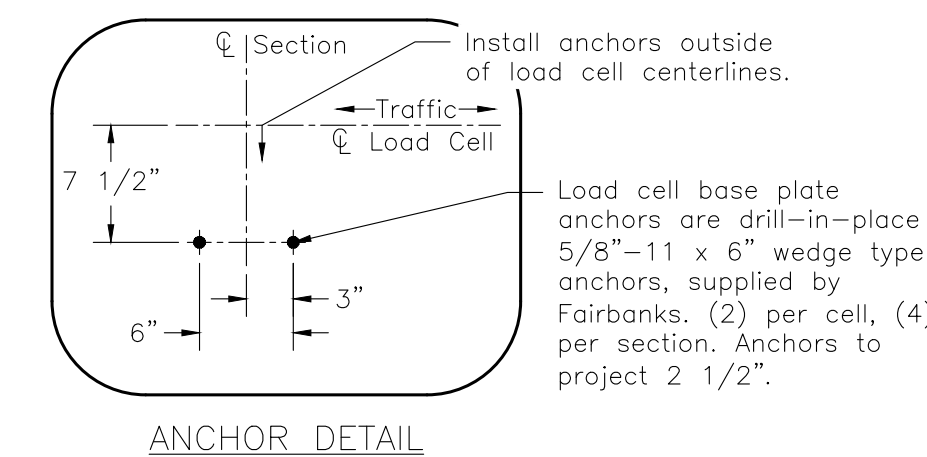 ℄ Section
Install anchors outside
of load cell centerlines.
Traffic
℄ Load Cell
7 1/2"
Load cell base plate
anchors are drill-in-place
5/8"-11 x 6" wedge type
anchors, supplied by
Fairbanks. (2) per cell, (4)
per section. Anchors to
project 2 1/2".
3"
6"
ANCHOR DETAIL